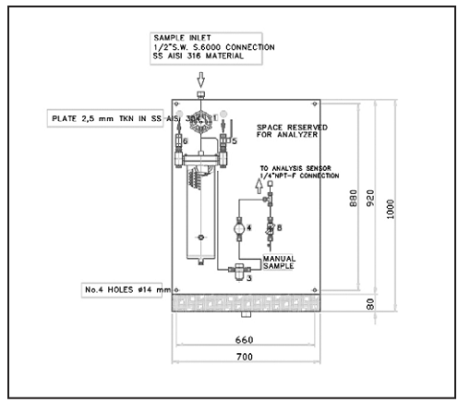 SAMPLE INLET
1/2"S.W. S.6000 CONNECTION
SS AISI 316 MATERIAL
PLATE 2,5 mm TKN IN SS AISI
SPACE RESERVED
FOR ANALYZER
6
5
TO ANALYSIS SENSOR
1/4"NPT-F CONNECTION
4
8
MANUAL
SAMPLE
3
No.4 HOLES ø14 mm
880
920
1000
80
660
700